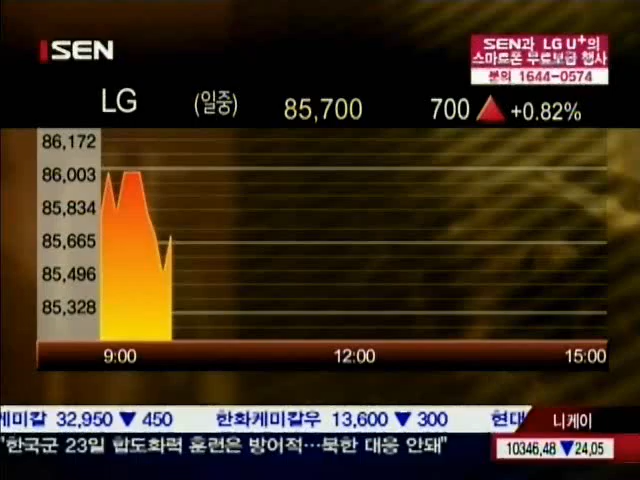 SEN
SEN과 LG U+의
스마트폰 무료보급 행사
문의 1644-0574
LG (일중) 85,700 700 ▲ +0.82%
86,172
86,003
85,834
85,665
85,496
85,328
9:00 12:00 15:00
케미칼 32,950 ▼ 450 한화케미칼우 13,600 ▼ 300 현대
니케이
"한국군 23일 합도화력 훈련은 방어적...북한 대응 안돼"
10346,48 ▼24,05